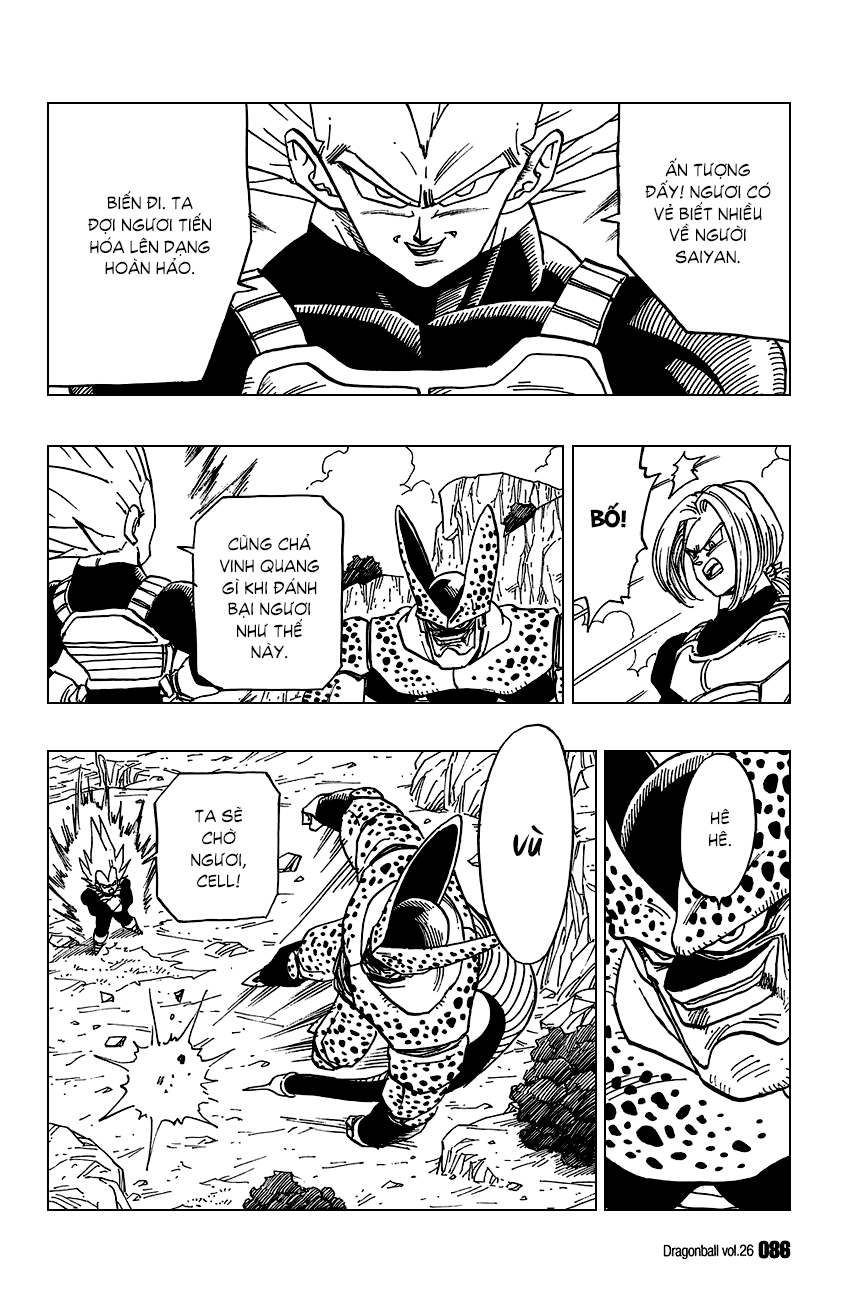 ẤN TƯỢNG
ĐẤY! NGƯƠI CÓ
VẺ BIẾT NHIỀU
VỀ NGƯỜI
SAIYAN.
BIẾN ĐI. TA
ĐỢI NGƯƠI TIẾN
HÓA LÊN DẠNG
HOÀN HẢO.
BỐ!
CŨNG CHẢ
VINH QUANG
GÌ KHI ĐÁNH
BẠI NGƯƠI
NHƯ THẾ
NÀY.
HÊ
HÊ.
VÙ
TA SẼ
CHỜ
NGƯƠI,
CELL!
Dragonball vol.26 086